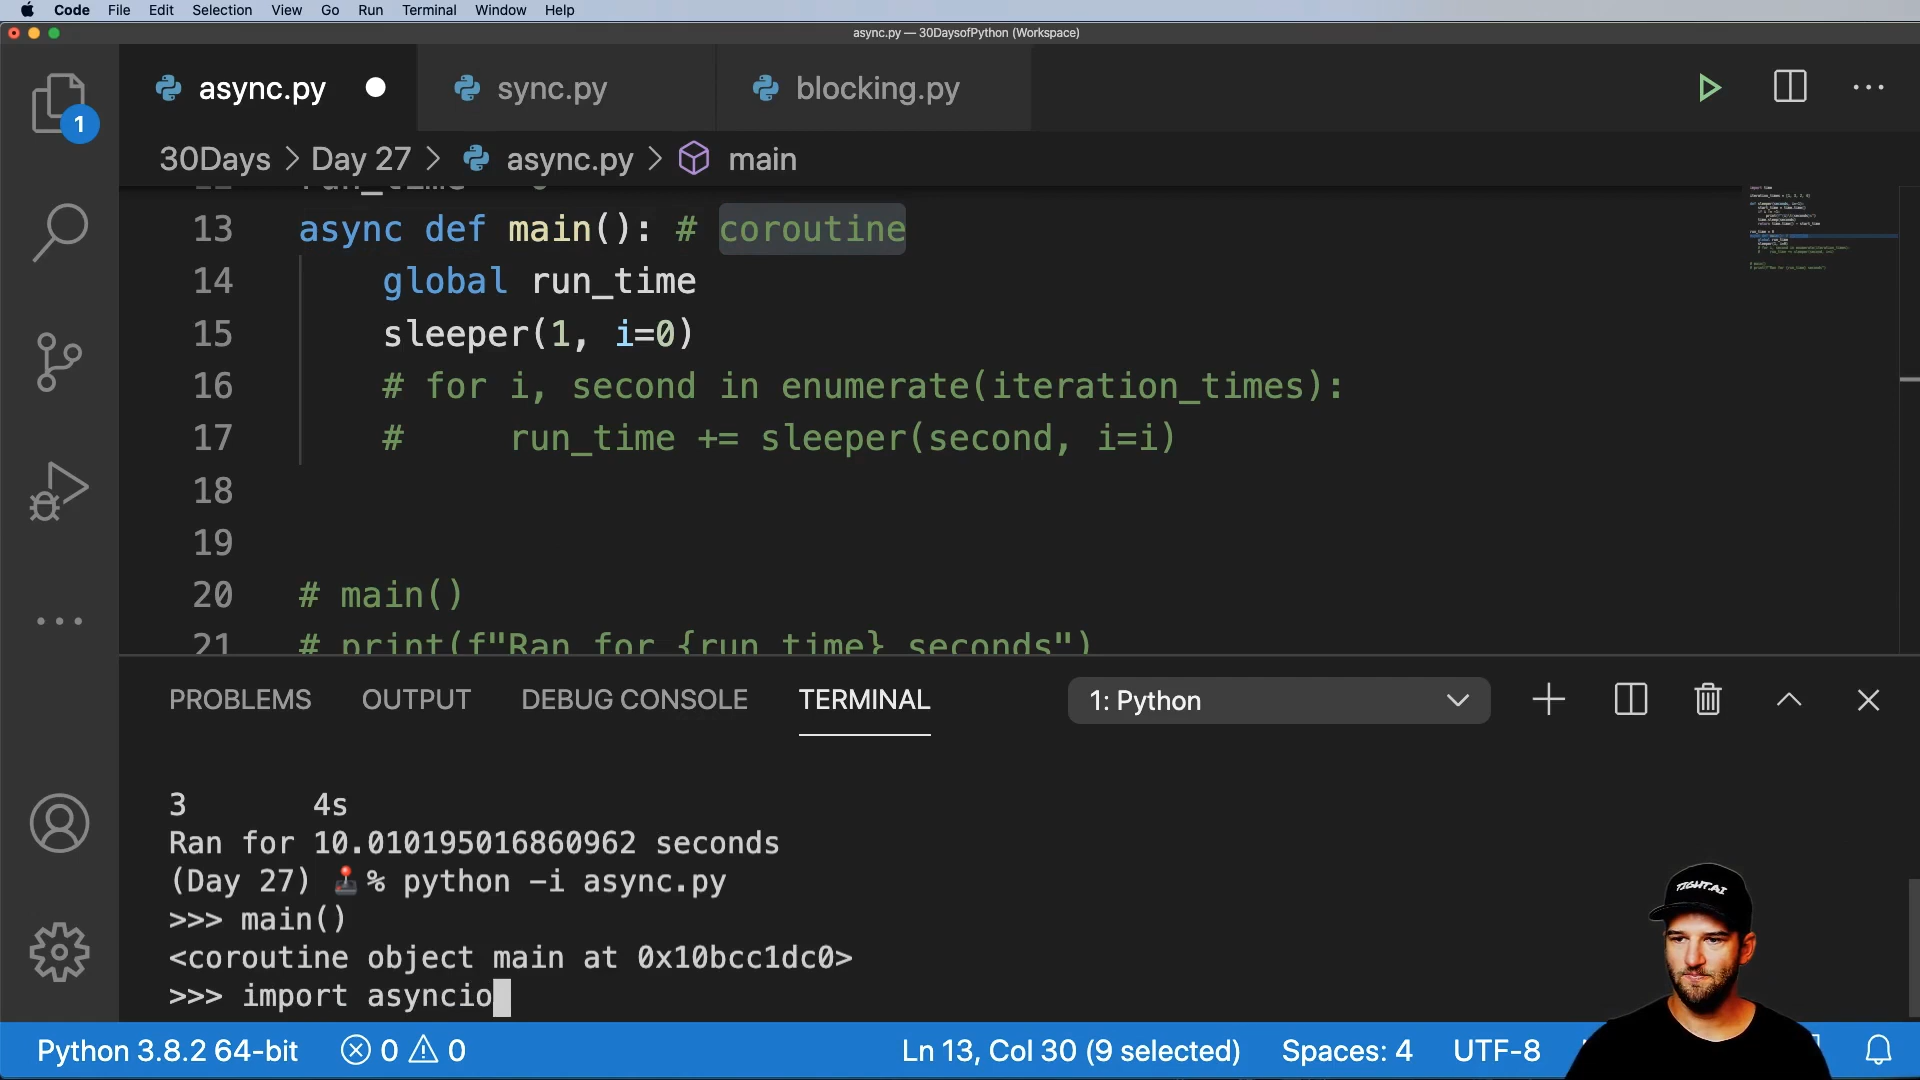 Code File Edit Selection View Go Run Terminal Window Help
async.py — 30DaysofPython (Workspace)
async.py sync.py blocking.py
1
30Days > Day 27 > async.py > main
13 async def main(): # coroutine
14 global run_time
15 sleeper(1, i=0)
16 # for i, second in enumerate(iteration_times):
17 # run_time += sleeper(second, i=i)
18
19
20 # main()
21 # print(f"Ran for {run_time} seconds")
PROBLEMS OUTPUT DEBUG CONSOLE TERMINAL 1: Python
3 4s
Ran for 10.010195016860962 seconds
(Day 27) 🕹% python -i async.py
>>> main()
<coroutine object main at 0x10bcc1dc0>
>>> import asyncio
TIGHT.AI
Python 3.8.2 64-bit 0 0 Ln 13, Col 30 (9 selected) Spaces: 4 UTF-8